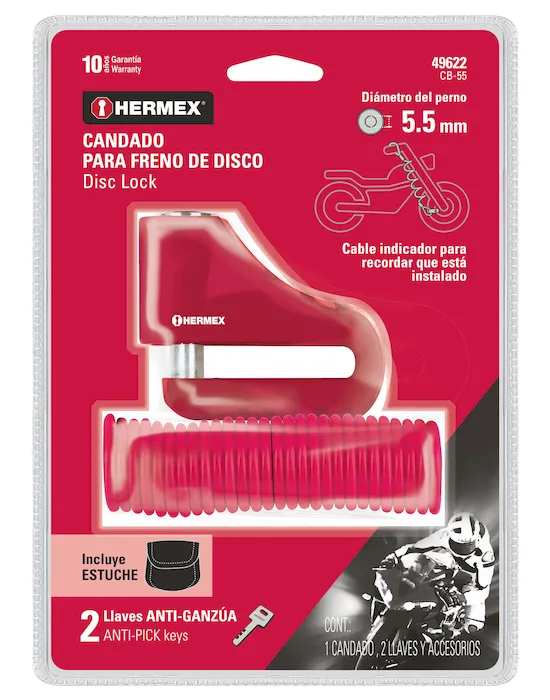 10 años Garantía
years Warranty
49622
CB-55
HERMEX®
Diámetro del perno
5.5 mm
CANDADO
PARA FRENO DE DISCO
Disc Lock
Cable indicador para
recordar que está
instalado
HERMEX
Incluye
ESTUCHE
2 Llaves ANTI-GANZÚA
ANTI-PICK keys
CONT.:
1 CANDADO, 2 LLAVES Y ACCESORIOS